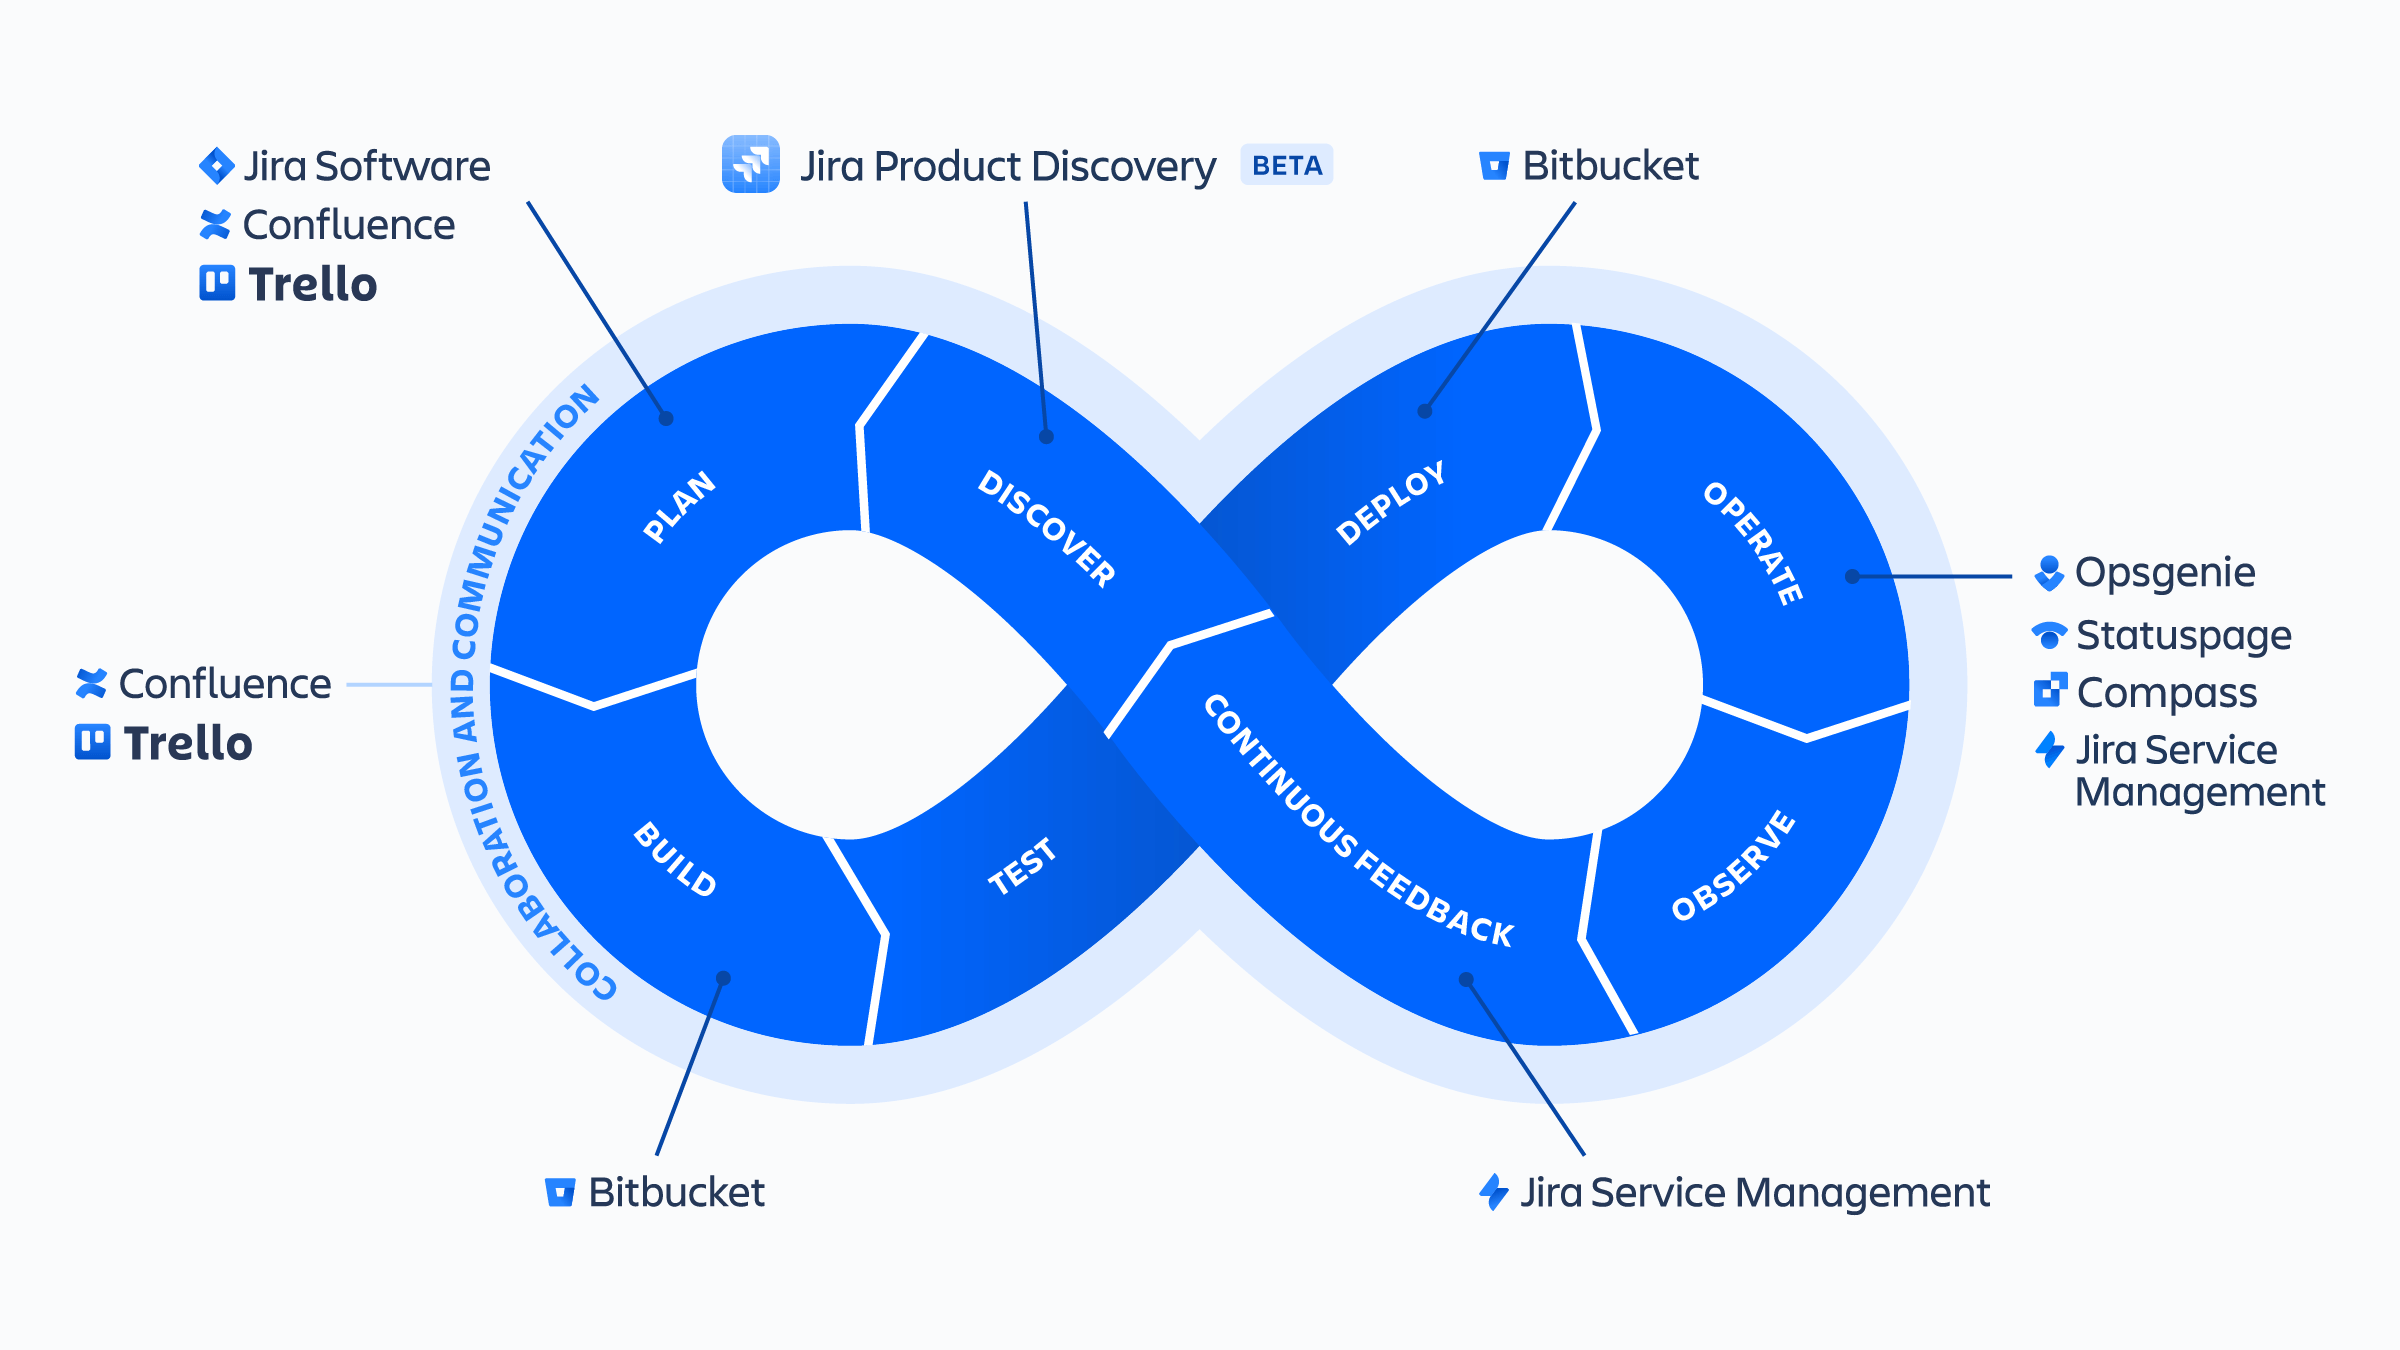 Jira Software
Confluence
Trello
Jira Product Discovery BETA
Bitbucket
COLLABORATION AND COMMUNICATION
PLAN
DISCOVER
DEPLOY
OPERATE
Opsgenie
Statuspage
Compass
Jira Service
Management
Confluence
Trello
BUILD
TEST
CONTINUOUS FEEDBACK
OBSERVE
Bitbucket
Jira Service Management